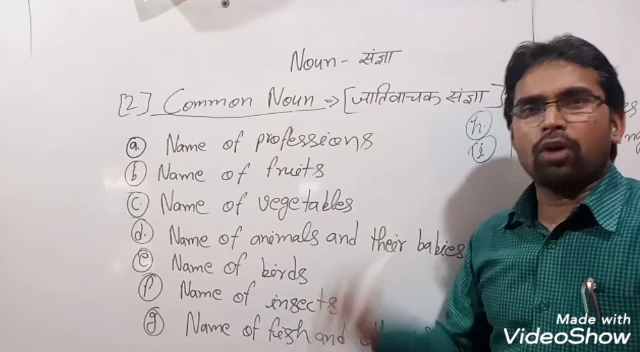 Noun - संज्ञा
[2] Common Noun → [जातिवाचक संज्ञा]
(a.) Name of professions
(b) Name of fruits
(c.) Name of vegetables
(d.) Name of animals and their babies
(e) Name of birds
(f) Name of insects
(g) Name of fish and
(h.)
(i)
Made with
VideoShow